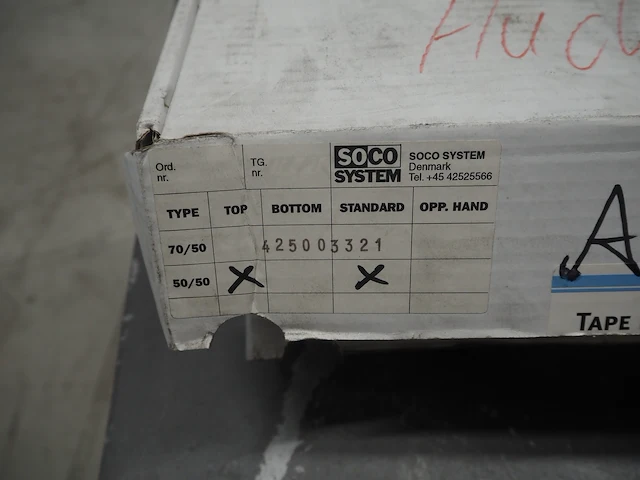 Ord.
nr.
TG.
nr.
SOCO
SYSTEM
SOCO SYSTEM
Denmark
Tel. +45 42525566
TYPE TOP BOTTOM STANDARD OPP. HAND
70/50 425003321
50/50 X X
A
TAPE